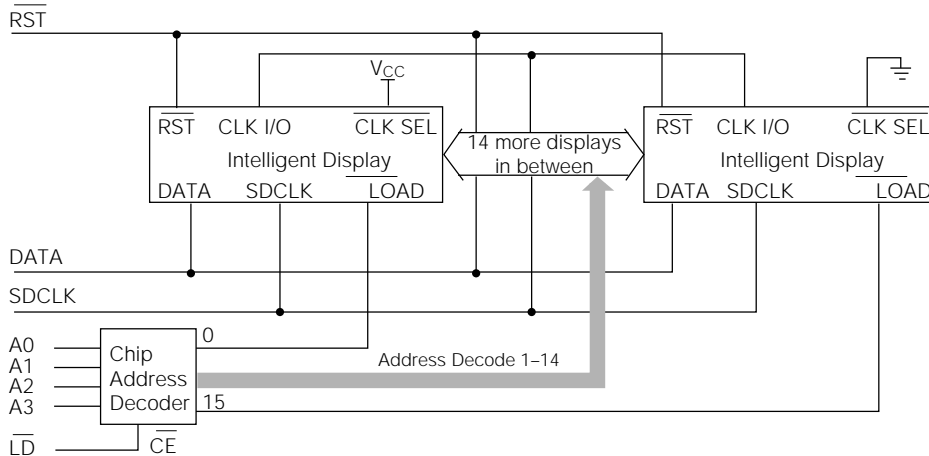 RST
VCC
RST CLK I/O CLK SEL
Intelligent Display
DATA SDCLK LOAD
14 more displays
in between
RST CLK I/O CLK SEL
Intelligent Display
DATA SDCLK LOAD
DATA
SDCLK
A0
A1
A2
A3
Chip
Address
Decoder
0
Address Decode 1–14
15
LD
CE